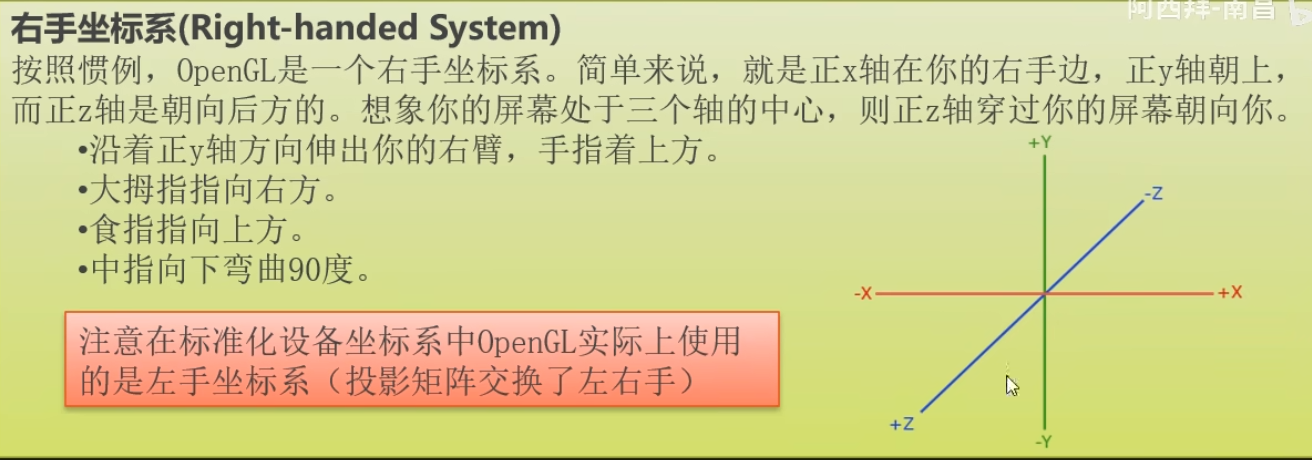 阿西拜-南昌
右手坐标系(Right-handed System)
按照惯例，OpenGL是一个右手坐标系。简单来说，就是正x轴在你的右手边，正y轴朝上，
而正z轴是朝向后方的。想象你的屏幕处于三个轴的中心，则正z轴穿过你的屏幕朝向你。
•沿着正y轴方向伸出你的右臂，手指着上方。
•大拇指指向右方。
•食指指向上方。
•中指向下弯曲90度。
注意在标准化设备坐标系中OpenGL实际上使用
的是左手坐标系（投影矩阵交换了左右手）
+Y
-Z
-X
+X
+Z
-Y